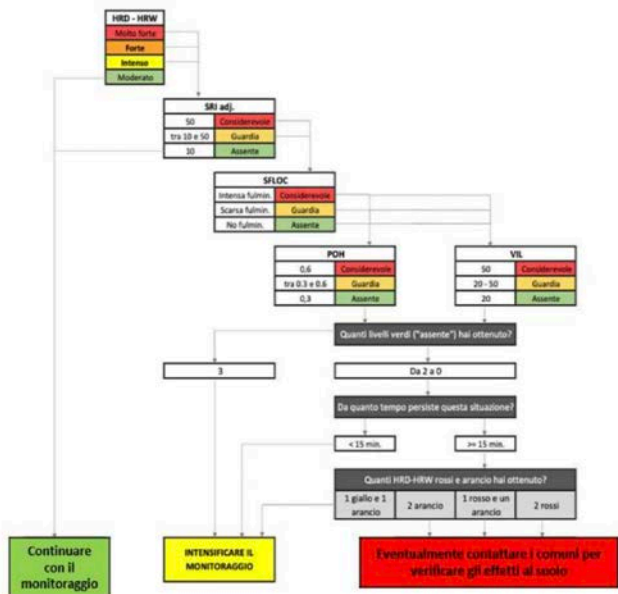 HRD - HRW
Molto forte
Forte
Intenso
Moderato
SRI adj.
50 Considerevole
tra 10 e 50 Guardia
10 Assente
SFLOC
Intensa fulmin. Considerevole
Scarsa fulmin. Guardia
No fulmin. Assente
POH
0,6 Considerevole
tra 0.3 e 0.6 Guardia
0,3 Assente
VIL
50 Considerevole
20 - 50 Guardia
20 Assente
Quanti livelli verdi ("assente") hai ottenuto?
3
Da 2 a 0
Da quanto tempo persiste questa situazione?
< 15 min.
>= 15 min.
Quanti HRD-HRW rossi e arancio hai ottenuto?
1 giallo e 1
arancio
2 arancio
1 rosso e un
arancio
2 rossi
Continuare
con il
monitoraggio
INTENSIFICARE IL
MONITORAGGIO
Eventualmente contattare i comuni per
verificare gli effetti al suolo